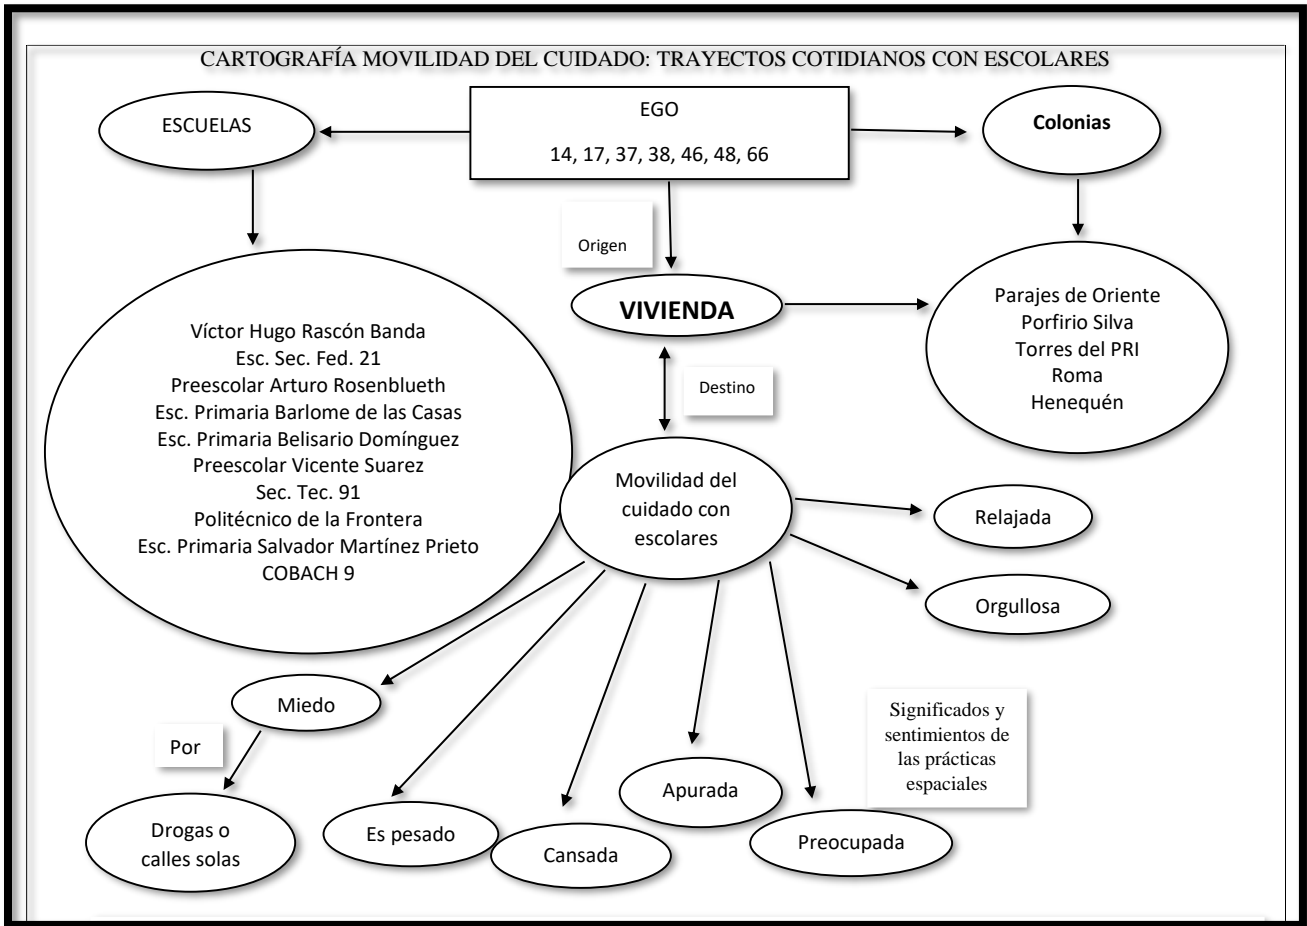 CARTOGRAFÍA MOVILIDAD DEL CUIDADO: TRAYECTOS COTIDIANOS CON ESCOLARES
ESCUELAS
EGO
14, 17, 37, 38, 46, 48, 66
Colonias
Origen
VIVIENDA
Parajes de Oriente
Porfirio Silva
Torres del PRI
Roma
Henequén
Víctor Hugo Rascón Banda
Esc. Sec. Fed. 21
Preescolar Arturo Rosenblueth
Esc. Primaria Barlome de las Casas
Esc. Primaria Belisario Domínguez
Preescolar Vicente Suarez
Sec. Tec. 91
Politécnico de la Frontera
Esc. Primaria Salvador Martínez Prieto
COBACH 9
Destino
Movilidad del
cuidado con
escolares
Relajada
Orgullosa
Miedo
Por
Drogas o
calles solas
Es pesado
Cansada
Apurada
Preocupada
Significados y
sentimientos de
las prácticas
espaciales